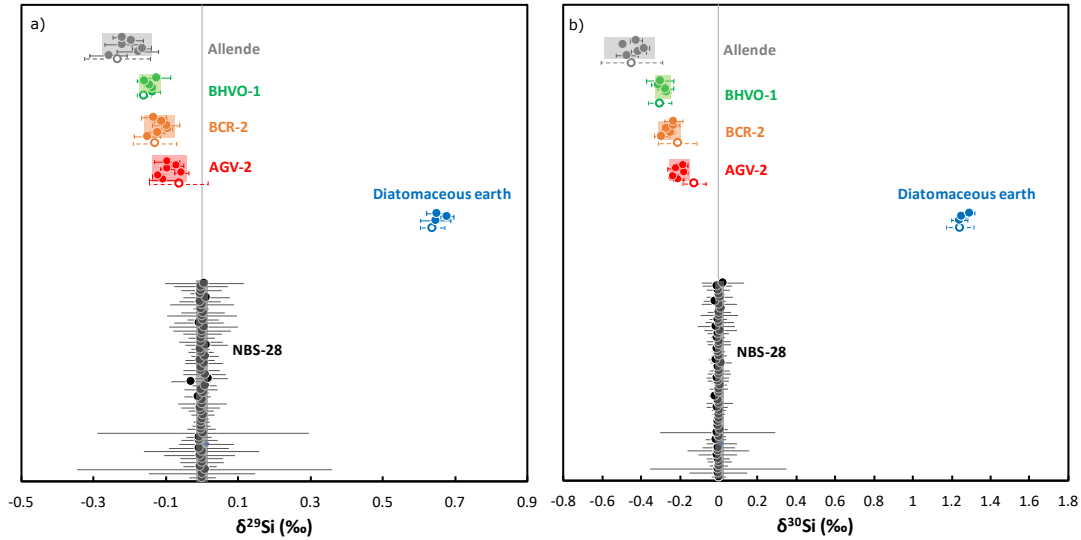 a)
Allende
BHVO-1
BCR-2
AGV-2
Diatomaceous earth
NBS-28
-0.5 -0.3 -0.1 0.1 0.3 0.5 0.7 0.9
δ²⁹Si (‰)
b)
Allende
BHVO-1
BCR-2
AGV-2
Diatomaceous earth
NBS-28
-0.8 -0.6 -0.4 -0.2 0 0.2 0.4 0.6 0.8 1 1.2 1.4 1.6 1.8
δ³⁰Si (‰)